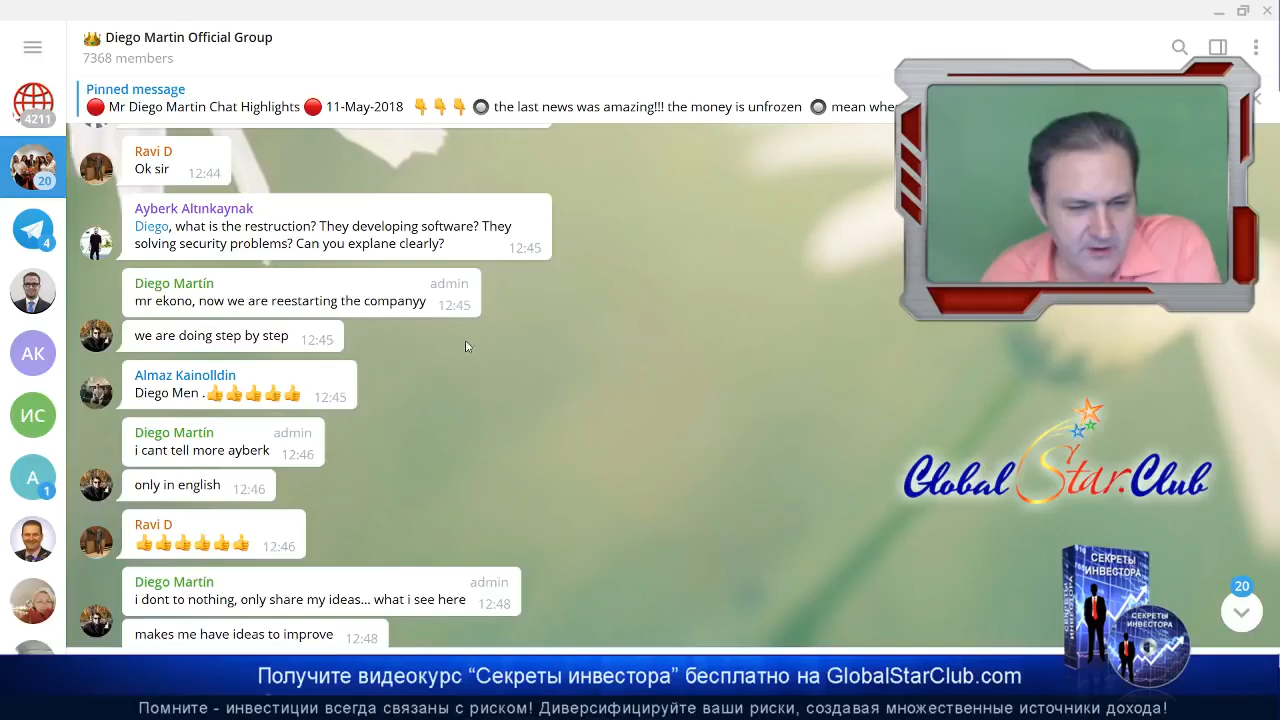 Diego Martin Official Group
7368 members
Pinned message
Mr Diego Martin Chat Highlights 🔴 11-May-2018 👇👇👇 the last news was amazing!!! the money is unfrozen mean whe
4211
20
4
АК
ИС
А
1
Ravi D
Ok sir 12:44
Ayberk Altınkaynak
Diego, what is the restruction? They developing software? They
solving security problems? Can you explane clearly? 12:45
Diego Martín admin
mr ekono, now we are reestarting the companyy 12:45
we are doing step by step 12:45
Almaz Kainolldin
Diego Men .👍👍👍👍👍 12:45
Diego Martín admin
i cant tell more ayberk 12:46
only in english 12:46
Ravi D
👍👍👍👍👍👍 12:46
Diego Martín admin
i dont to nothing, only share my ideas... what i see here 12:48
makes me have ideas to improve 12:48
Global Star.Club
СЕКРЕТЫ
ИНВЕСТОРА
СЕКРЕТЫ
ИНВЕСТОРА
20
Получите видеокурс “Секреты инвестора” бесплатно на GlobalStarClub.com
Помните - инвестиции всегда связаны с риском! Диверсифицируйте ваши риски, создавая множественные источники дохода!